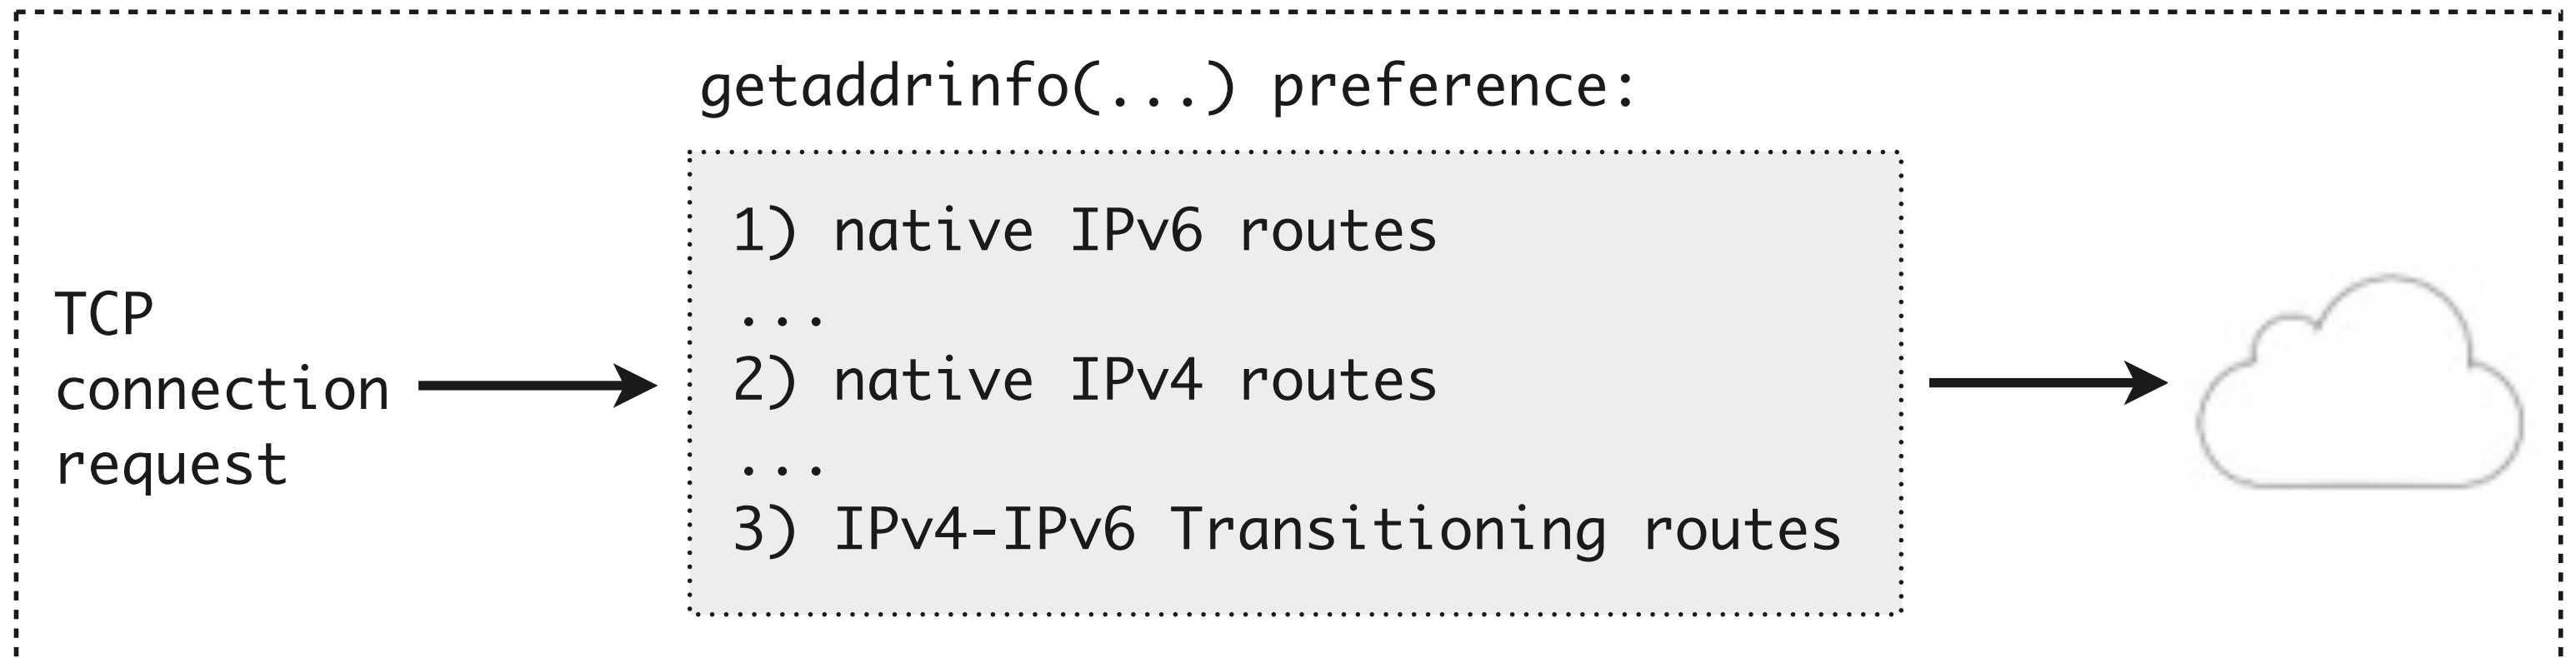 getaddrinfo(...) preference:
TCP
connection
request
1) native IPv6 routes
...
2) native IPv4 routes
...
3) IPv4-IPv6 Transitioning routes